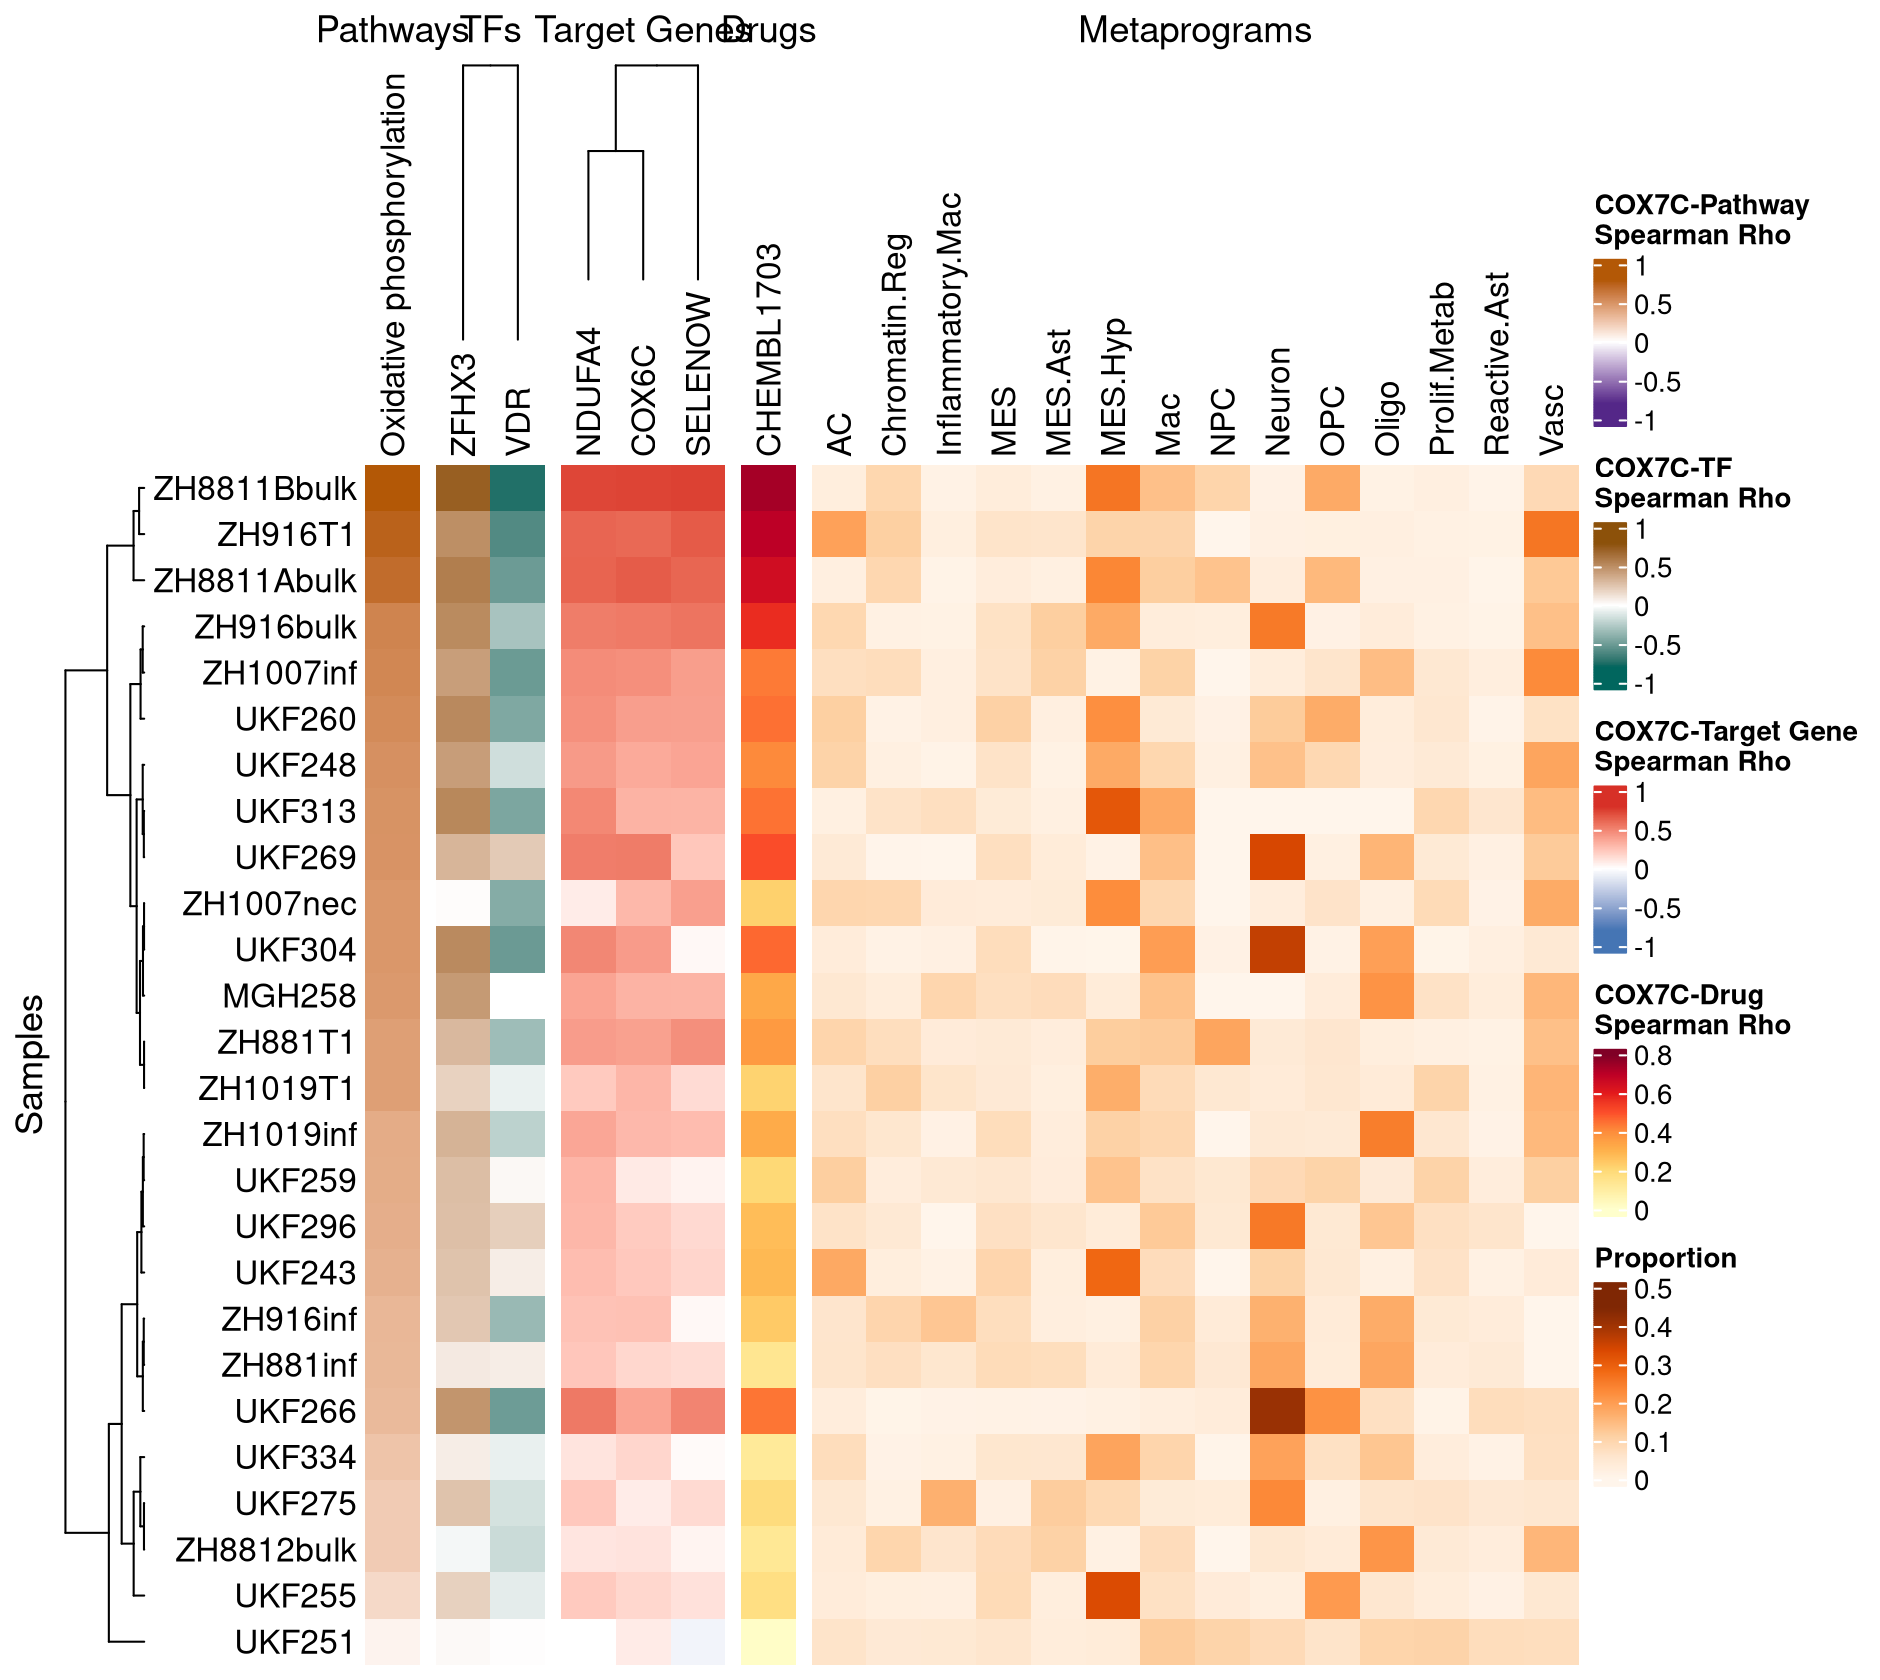 Pathways TFs Target Genes Drugs Metaprograms
Oxidative phosphorylation
ZFHX3
VDR
NDUFA4
COX6C
SELENOW
CHEMBL1703
AC
Chromatin.Reg
Inflammatory.Mac
MES
MES.Ast
MES.Hyp
Mac
NPC
Neuron
OPC
Oligo
Prolif.Metab
Reactive.Ast
Vasc
Samples
ZH8811Bbulk
ZH916T1
ZH8811Abulk
ZH916bulk
ZH1007inf
UKF260
UKF248
UKF313
UKF269
ZH1007nec
UKF304
MGH258
ZH881T1
ZH1019T1
ZH1019inf
UKF259
UKF296
UKF243
ZH916inf
ZH881inf
UKF266
UKF334
UKF275
ZH8812bulk
UKF255
UKF251
COX7C-Pathway
Spearman Rho
1
0.5
0
-0.5
-1
COX7C-TF
Spearman Rho
1
0.5
0
-0.5
-1
COX7C-Target Gene
Spearman Rho
1
0.5
0
-0.5
-1
COX7C-Drug
Spearman Rho
0.8
0.6
0.4
0.2
0
Proportion
0.5
0.4
0.3
0.2
0.1
0